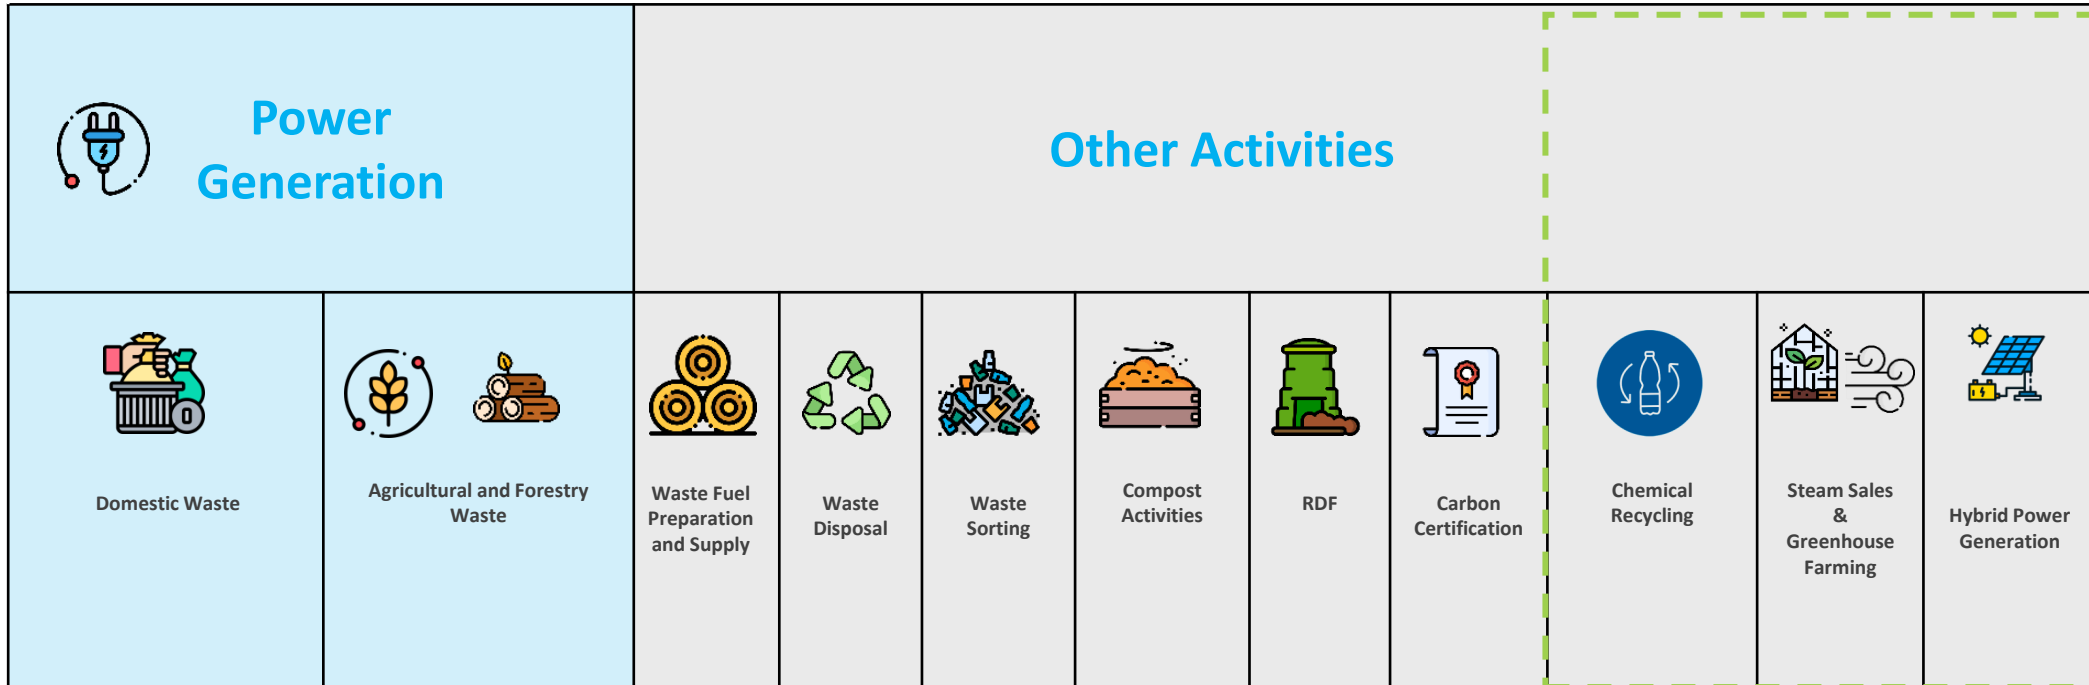 Power
Generation
Other Activities
Domestic Waste
Agricultural and Forestry
Waste
Waste Fuel
Preparation
and Supply
Waste
Disposal
Waste
Sorting
Compost
Activities
RDF
Carbon
Certification
Chemical
Recycling
Steam Sales
&
Greenhouse
Farming
Hybrid Power
Generation